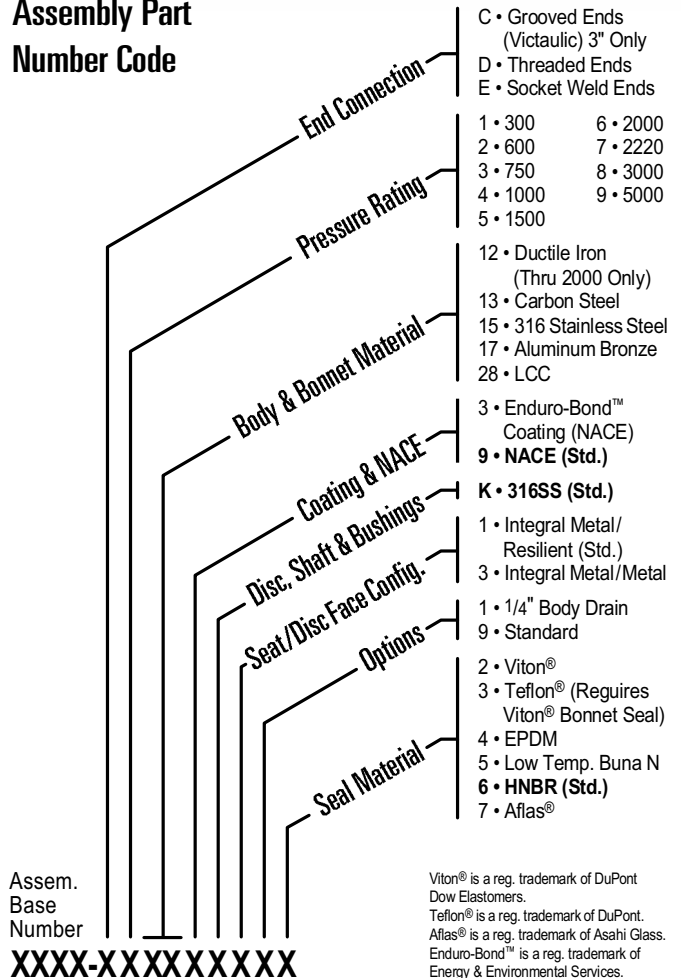 Assembly Part
Number Code
End Connection
C • Grooved Ends
(Victaulic) 3" Only
D • Threaded Ends
E • Socket Weld Ends
Pressure Rating
1 • 300 6 • 2000
2 • 600 7 • 2220
3 • 750 8 • 3000
4 • 1000 9 • 5000
5 • 1500
Body & Bonnet Material
12 • Ductile Iron
(Thru 2000 Only)
13 • Carbon Steel
15 • 316 Stainless Steel
17 • Aluminum Bronze
28 • LCC
Coating & NACE
3 • Enduro-Bond™
Coating (NACE)
9 • NACE (Std.)
Disc, Shaft & Bushings
K • 316SS (Std.)
Seat/Disc Face Config.
1 • Integral Metal/
Resilient (Std.)
3 • Integral Metal/Metal
Options
1 • 1/4" Body Drain
9 • Standard
Seal Material
2 • Viton®
3 • Teflon® (Reguires
Viton® Bonnet Seal)
4 • EPDM
5 • Low Temp. Buna N
6 • HNBR (Std.)
7 • Aflas®
Assem.
Base
Number
XXXX-XXXXXXXXX
Viton® is a reg. trademark of DuPont
Dow Elastomers.
Teflon® is a reg. trademark of DuPont.
Aflas® is a reg. trademark of Asahi Glass.
Enduro-Bond™ is a reg. trademark of
Energy & Environmental Services.